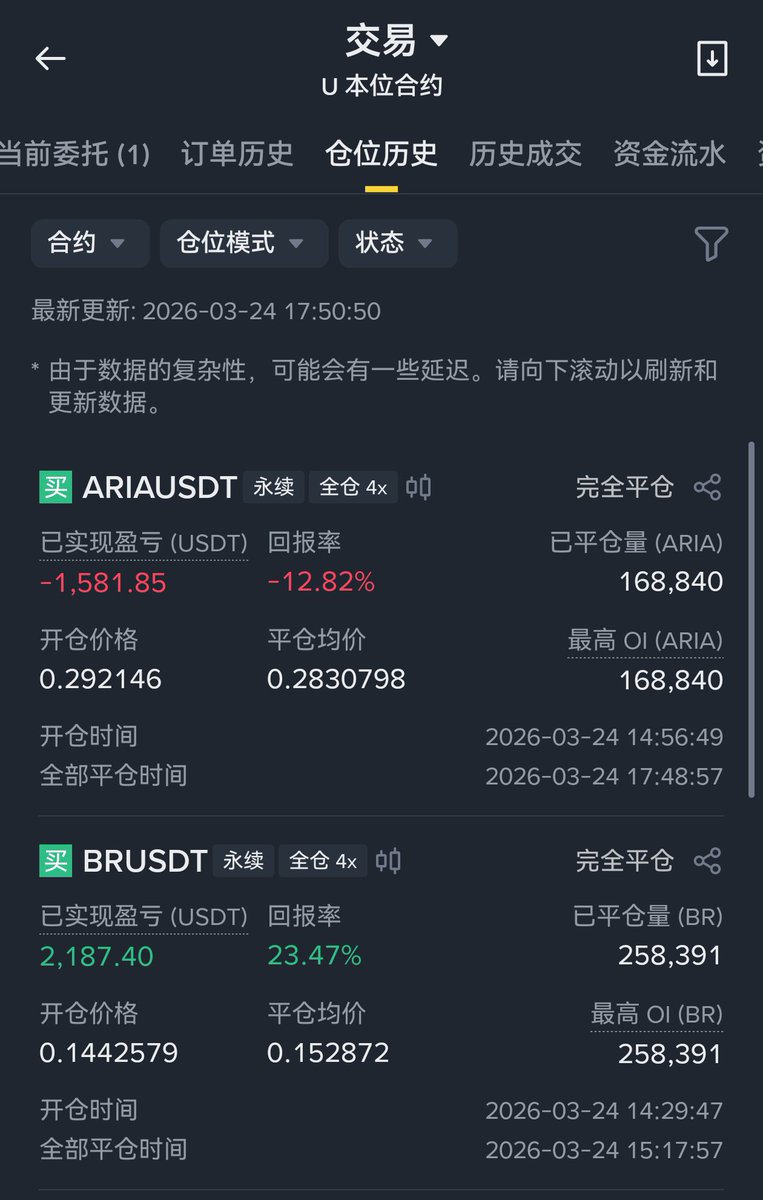 交易
U 本位合约
当前委托 (1) 订单历史 仓位历史 历史成交 资金流水
合约 仓位模式 状态
最新更新: 2026-03-24 17:50:50
* 由于数据的复杂性，可能会有一些延迟。请向下滚动以刷新和
更新数据。
买 ARIAUSDT 永续 全仓 4x 完全平仓
已实现盈亏 (USDT) 回报率 已平仓量 (ARIA)
-1,581.85 -12.82% 168,840
开仓价格 平仓均价 最高 OI (ARIA)
0.292146 0.2830798 168,840
开仓时间 2026-03-24 14:56:49
全部平仓时间 2026-03-24 17:48:57
买 BRUSDT 永续 全仓 4x 完全平仓
已实现盈亏 (USDT) 回报率 已平仓量 (BR)
2,187.40 23.47% 258,391
开仓价格 平仓均价 最高 OI (BR)
0.1442579 0.152872 258,391
开仓时间 2026-03-24 14:29:47
全部平仓时间 2026-03-24 15:17:57